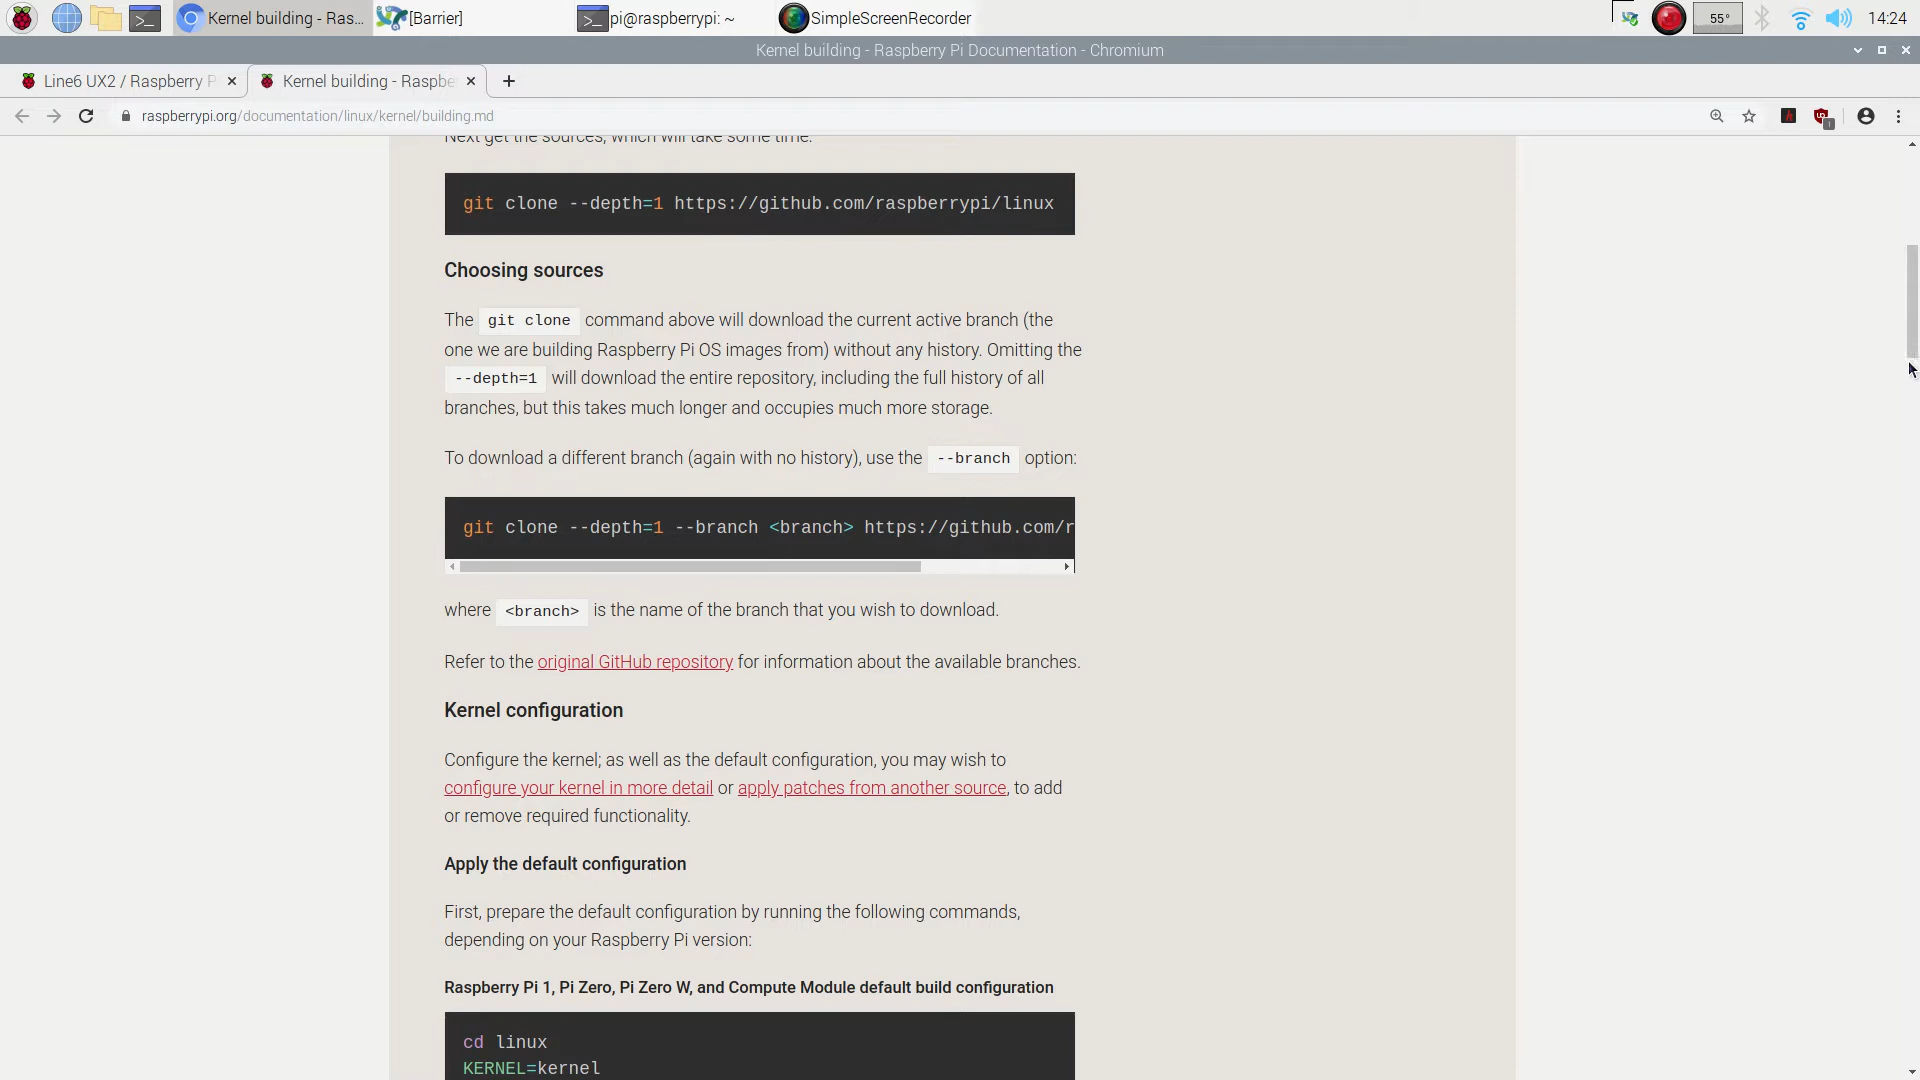 Kernel building - Ras...
[Barrier]
pi@raspberrypi: ~
SimpleScreenRecorder
55°
14:24
Kernel building - Raspberry Pi Documentation - Chromium
Line6 UX2 / Raspberry P
Kernel building - Raspbe
raspberrypi.org/documentation/linux/kernel/building.md
1
Next get the sources, which will take some time:
git clone --depth=1 https://github.com/raspberrypi/linux
Choosing sources
The git clone command above will download the current active branch (the
one we are building Raspberry Pi OS images from) without any history. Omitting the
--depth=1 will download the entire repository, including the full history of all
branches, but this takes much longer and occupies much more storage.
To download a different branch (again with no history), use the --branch option:
git clone --depth=1 --branch <branch> https://github.com/r
where <branch> is the name of the branch that you wish to download.
Refer to the original GitHub repository for information about the available branches.
Kernel configuration
Configure the kernel; as well as the default configuration, you may wish to
configure your kernel in more detail or apply patches from another source, to add
or remove required functionality.
Apply the default configuration
First, prepare the default configuration by running the following commands,
depending on your Raspberry Pi version:
Raspberry Pi 1, Pi Zero, Pi Zero W, and Compute Module default build configuration
cd linux
KERNEL=kernel